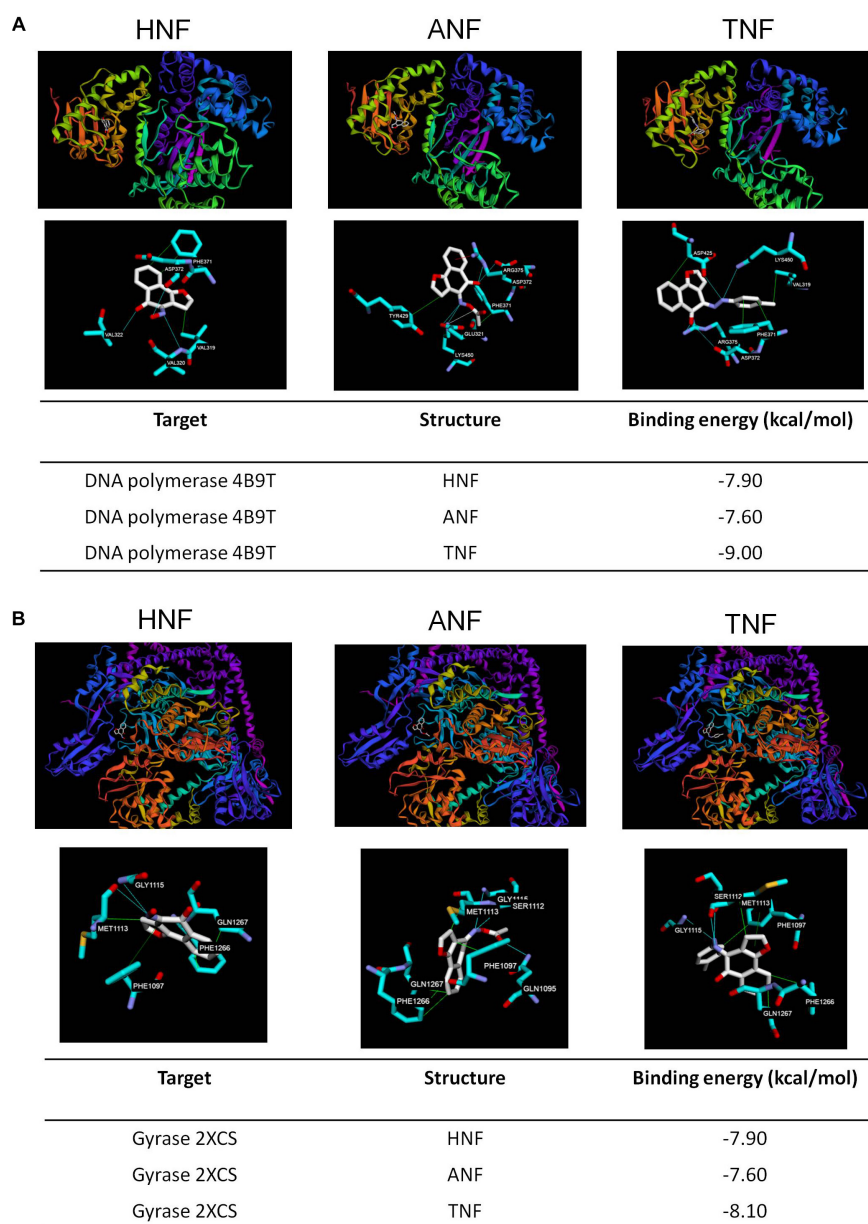 A
HNF ANF TNF
PHE371
ASP372
VAL322
VAL319
VAL320
ARG375
ASP372
PHE371
TYR429
GLU321
LYS450
ASP425
LYS450
VAL319
PHE371
ARG375
ASP372
Target Structure Binding energy (kcal/mol)
DNA polymerase 4B9T HNF -7.90
DNA polymerase 4B9T ANF -7.60
DNA polymerase 4B9T TNF -9.00
B
HNF ANF TNF
GLY1115
MET1113
GLN1267
PHE1266
PHE1097
GLY1115
SER1112
MET1113
PHE1097
GLN1267
PHE1266
GLN1095
SER1112
MET1113
PHE1097
GLY1115
PHE1266
GLN1267
Target Structure Binding energy (kcal/mol)
Gyrase 2XCS HNF -7.90
Gyrase 2XCS ANF -7.60
Gyrase 2XCS TNF -8.10